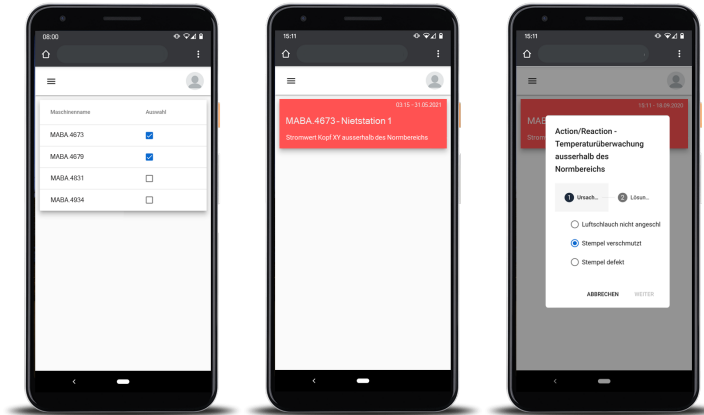 08:00
Maschinenname Auswahl
MABA.4673
MABA.4679
MABA.4831
MABA.4934
15:11
03:15 - 31.05.2021
MABA.4673 - Nietstation 1
Stromwert Kopf XY ausserhalb des Normbereichs
15:11
15:11 - 18.09.2020
MAB
Strom
Action/Reaction -
Temperaturüberwachung
ausserhalb des
Normbereichs
1 Ursach... 2 Lösun...
Luftschlauch nicht angeschl
Stempel verschmutzt
Stempel defekt
ABBRECHEN WEITER